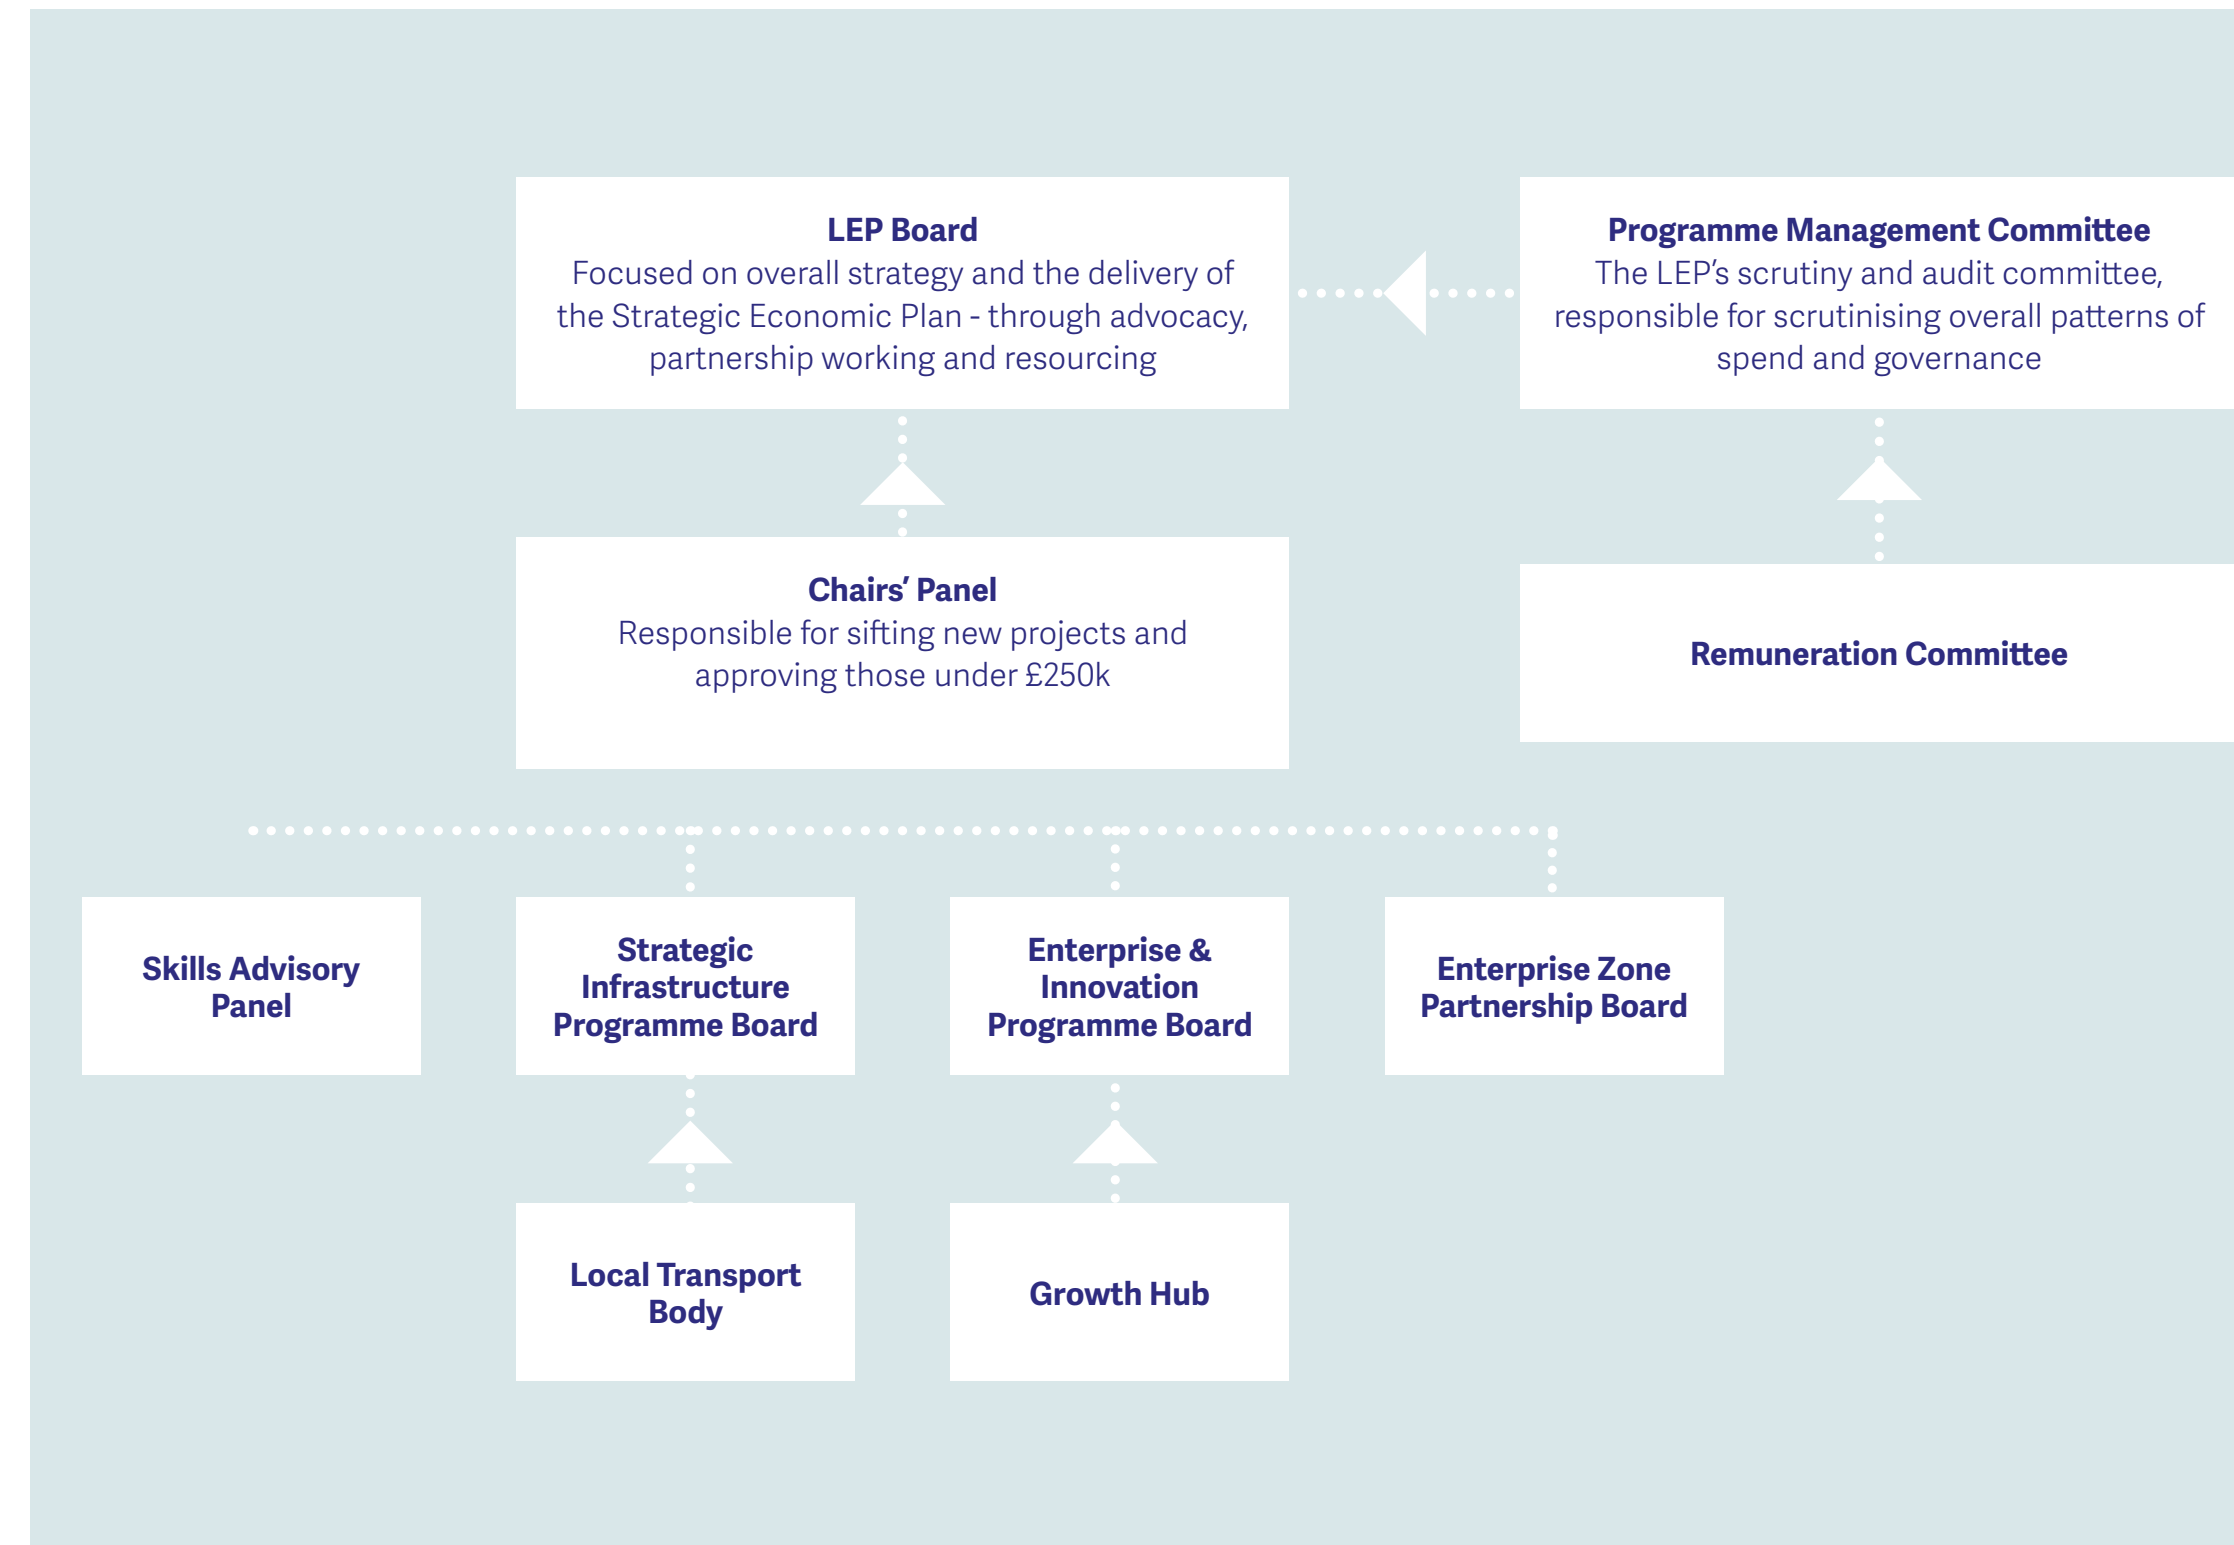 LEP Board
Focused on overall strategy and the delivery of
the Strategic Economic Plan - through advocacy,
partnership working and resourcing
Programme Management Committee
The LEP’s scrutiny and audit committee,
responsible for scrutinising overall patterns of
spend and governance
Chairs’ Panel
Responsible for sifting new projects and
approving those under £250k
Remuneration Committee
Skills Advisory
Panel
Strategic
Infrastructure
Programme Board
Enterprise &
Innovation
Programme Board
Enterprise Zone
Partnership Board
Local Transport
Body
Growth Hub